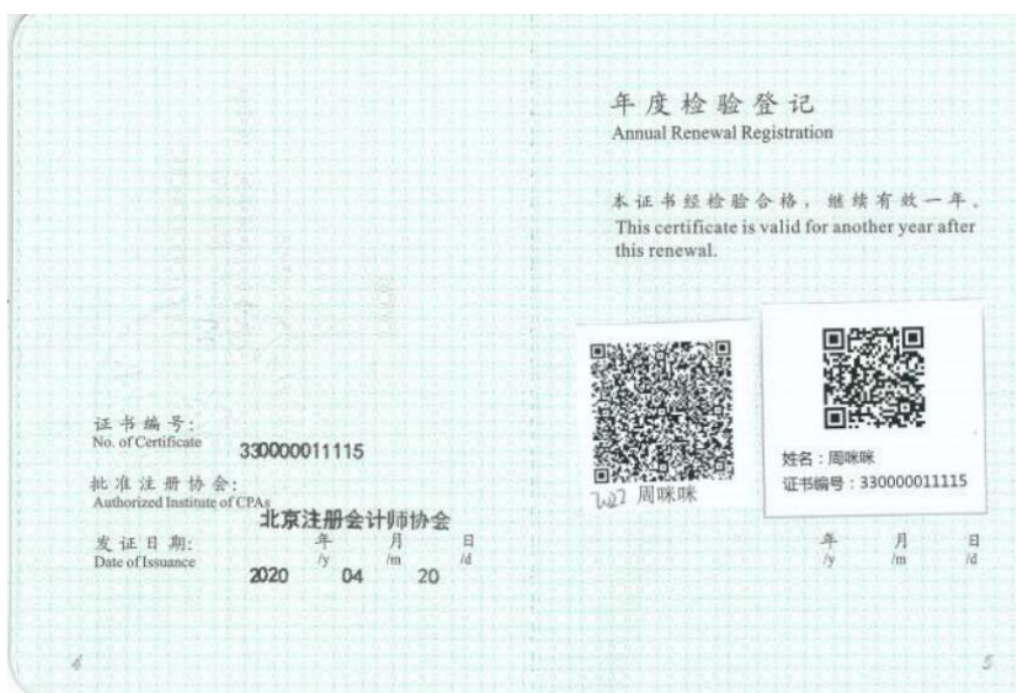 证书编号:
No. of Certificate
330000011115
批准注册协会:
Authorized Institute of CPAs
北京注册会计师协会
发证日期:
Date of Issuance
年 月 日
/y /m /d
2020 04 20
4
年度检验登记
Annual Renewal Registration
本证书经检验合格，继续有效一年。
This certificate is valid for another year after
this renewal.
周咪咪
姓名：周咪咪
证书编号：330000011115
年 月 日
/y /m /d
5